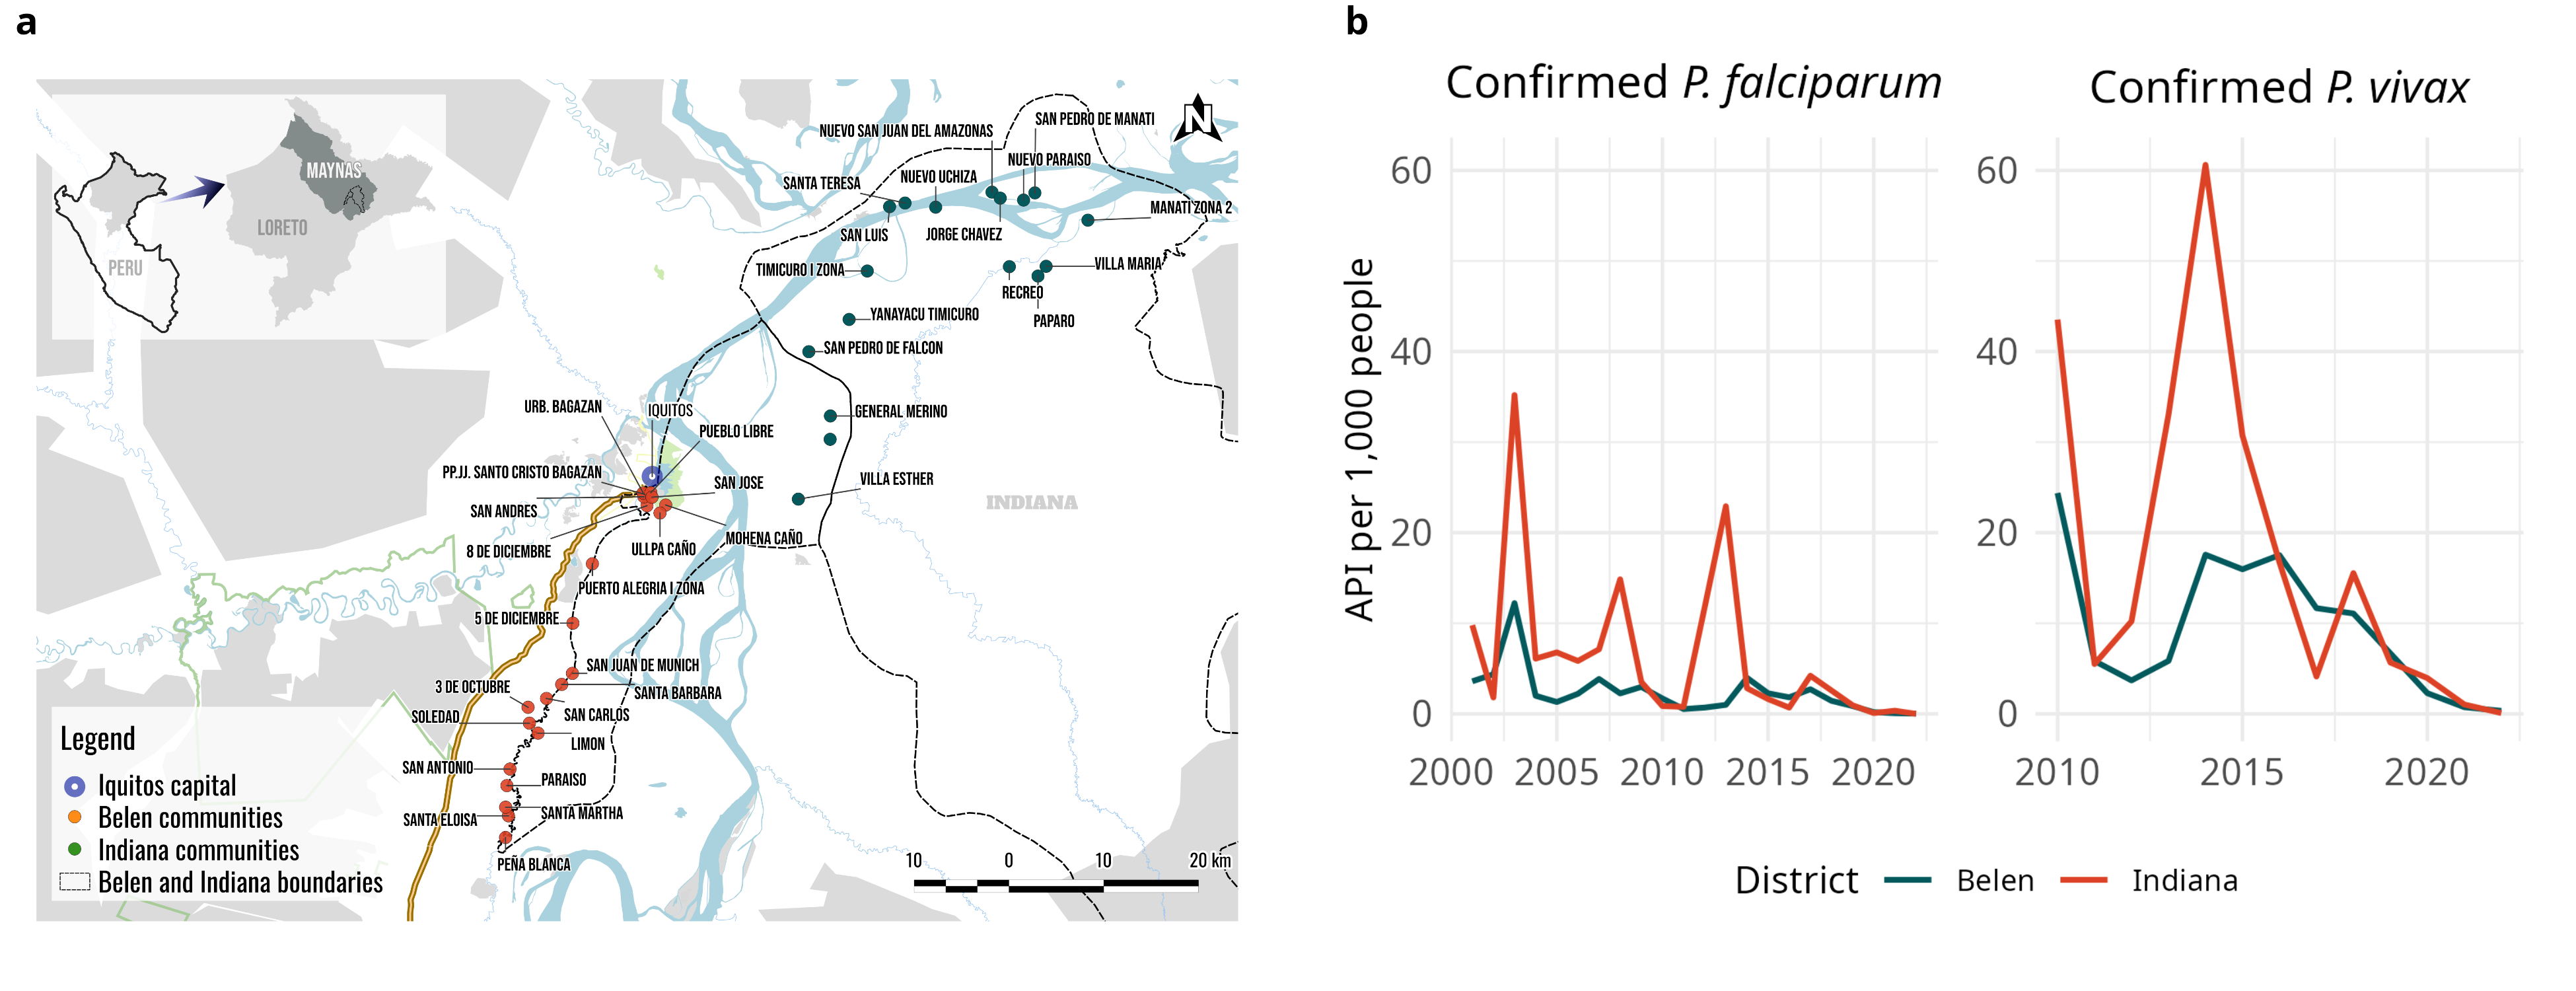 a
NUEVO SAN JUAN DEL AMAZONAS
SAN PEDRO DE MANATI
N
NUEVO PARAISO
MAYNAS
SANTA TERESA
NUEVO UCHIZA
MANATI ZONA 2
LORETO
SAN LUIS
JORGE CHAVEZ
PERU
TIMICURO I ZONA
VILLA MARIA
RECREO
YANAYACU TIMICURO
PAPARO
SAN PEDRO DE FALCON
URB. BAGAZAN
IQUITOS
GENERAL MERINO
PUEBLO LIBRE
PP.JJ. SANTO CRISTO BAGAZAN
SAN JOSE
VILLA ESTHER
INDIANA
SAN ANDRES
8 DE DICIEMBRE
ULLPA CAÑO
MOHENA CAÑO
PUERTO ALEGRIA I ZONA
5 DE DICIEMBRE
SAN JUAN DE MUNICH
3 DE OCTUBRE
SANTA BARBARA
SOLEDAD
SAN CARLOS
LIMON
SAN ANTONIO
PARAISO
SANTA ELOISA
SANTA MARTHA
PEÑA BLANCA
Legend
Iquitos capital
Belen communities
Indiana communities
Belen and Indiana boundaries
10 0 10 20 km
b
Confirmed P. falciparum
Confirmed P. vivax
API per 1,000 people
60
40
20
0
2000 2005 2010 2015 2020
60
40
20
0
2010 2015 2020
District Belen Indiana